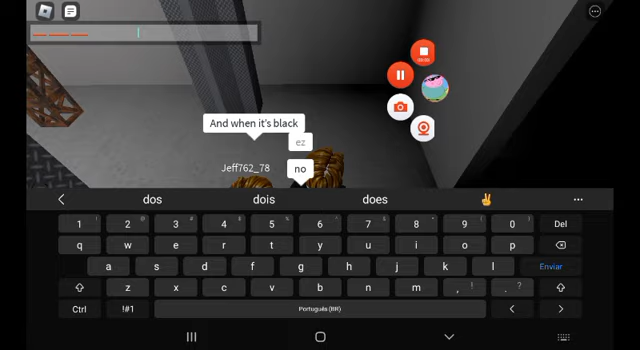 And when it's black
ez
Jeff762_78
no
dos dois does ✌
1 2 3 4 5 6 7 8 9 0 Del
q w e r t y u i o p
a s d f g h j k l Enviar
z x c v b n m , ! . ?
Ctrl !#1 Português (BR) < >